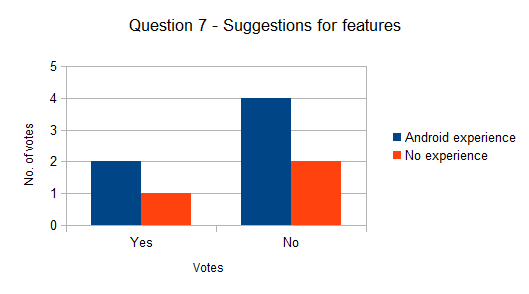 Question 7 - Suggestions for features
5
4
3
2
1
0
No. of votes
Yes
No
Votes
Android experience
No experience